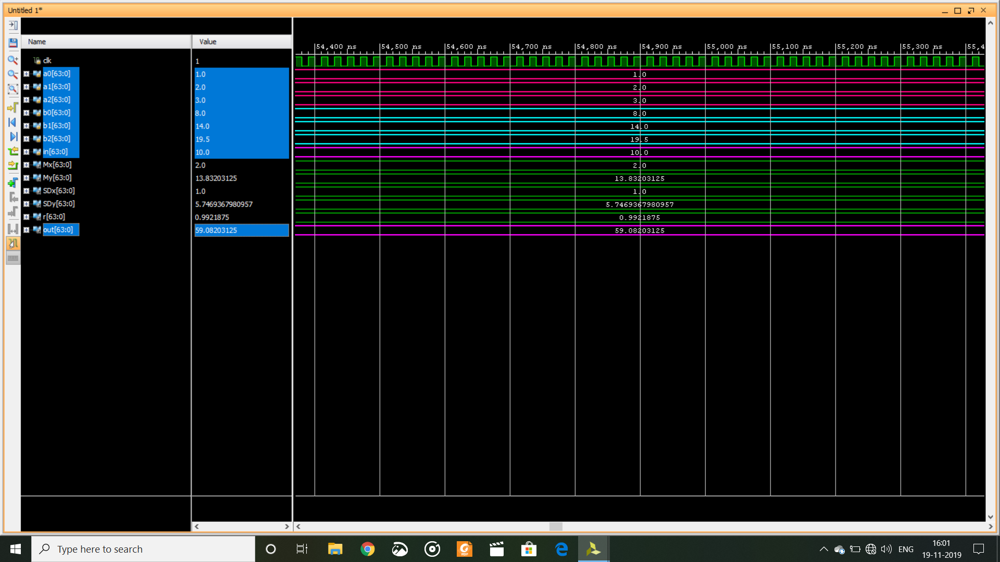 Untitled 1*
Name Value
54,400 ns 54,500 ns 54,600 ns 54,700 ns 54,800 ns 54,900 ns 55,000 ns 55,100 ns 55,200 ns 55,300 ns 55,4
clk 1
a0[63:0] 1.0 1.0
a1[63:0] 2.0 2.0
a2[63:0] 3.0 3.0
b0[63:0] 8.0 8.0
b1[63:0] 14.0 14.0
b2[63:0] 19.5 19.5
in[63:0] 10.0 10.0
Mx[63:0] 2.0 2.0
My[63:0] 13.83203125 13.83203125
SDx[63:0] 1.0 1.0
SDy[63:0] 5.7469367980957 5.7469367980957
r[63:0] 0.9921875 0.9921875
out[63:0] 59.08203125 59.08203125
Type here to search
PDF
ENG
16:01
19-11-2019